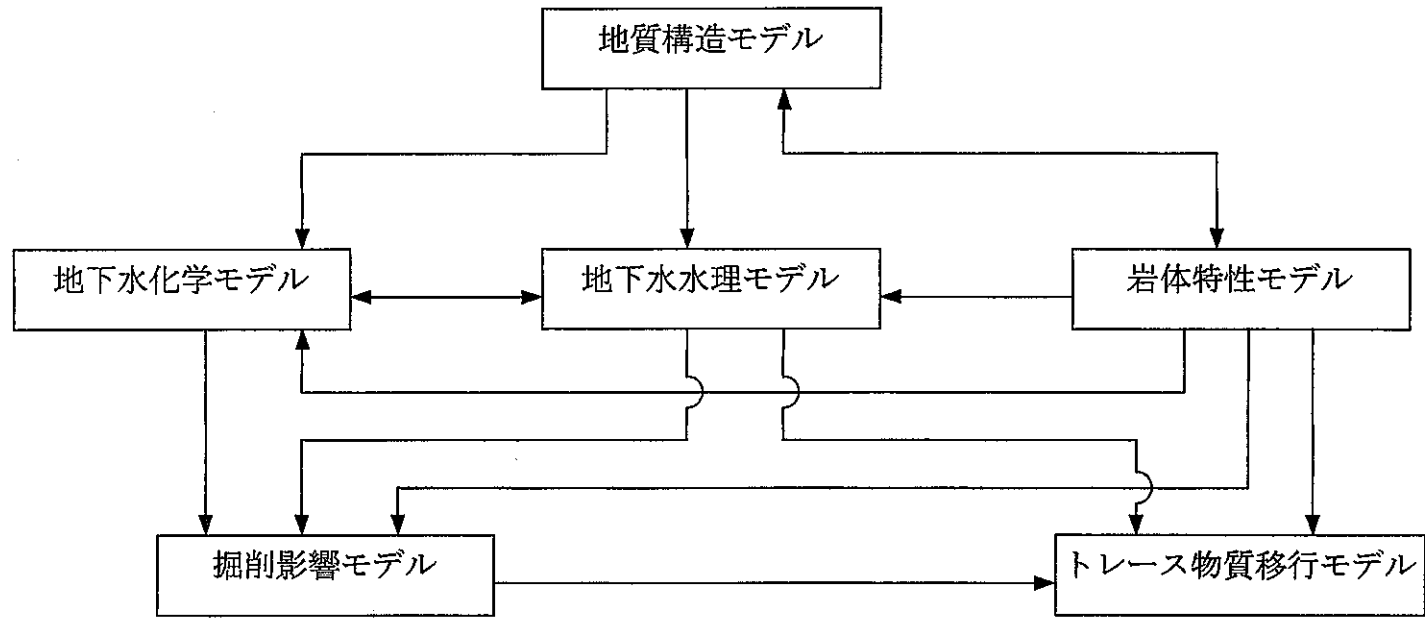 地質構造モデル
地下水化学モデル
地下水水理モデル
岩体特性モデル
掘削影響モデル
トレース物質移行モデル